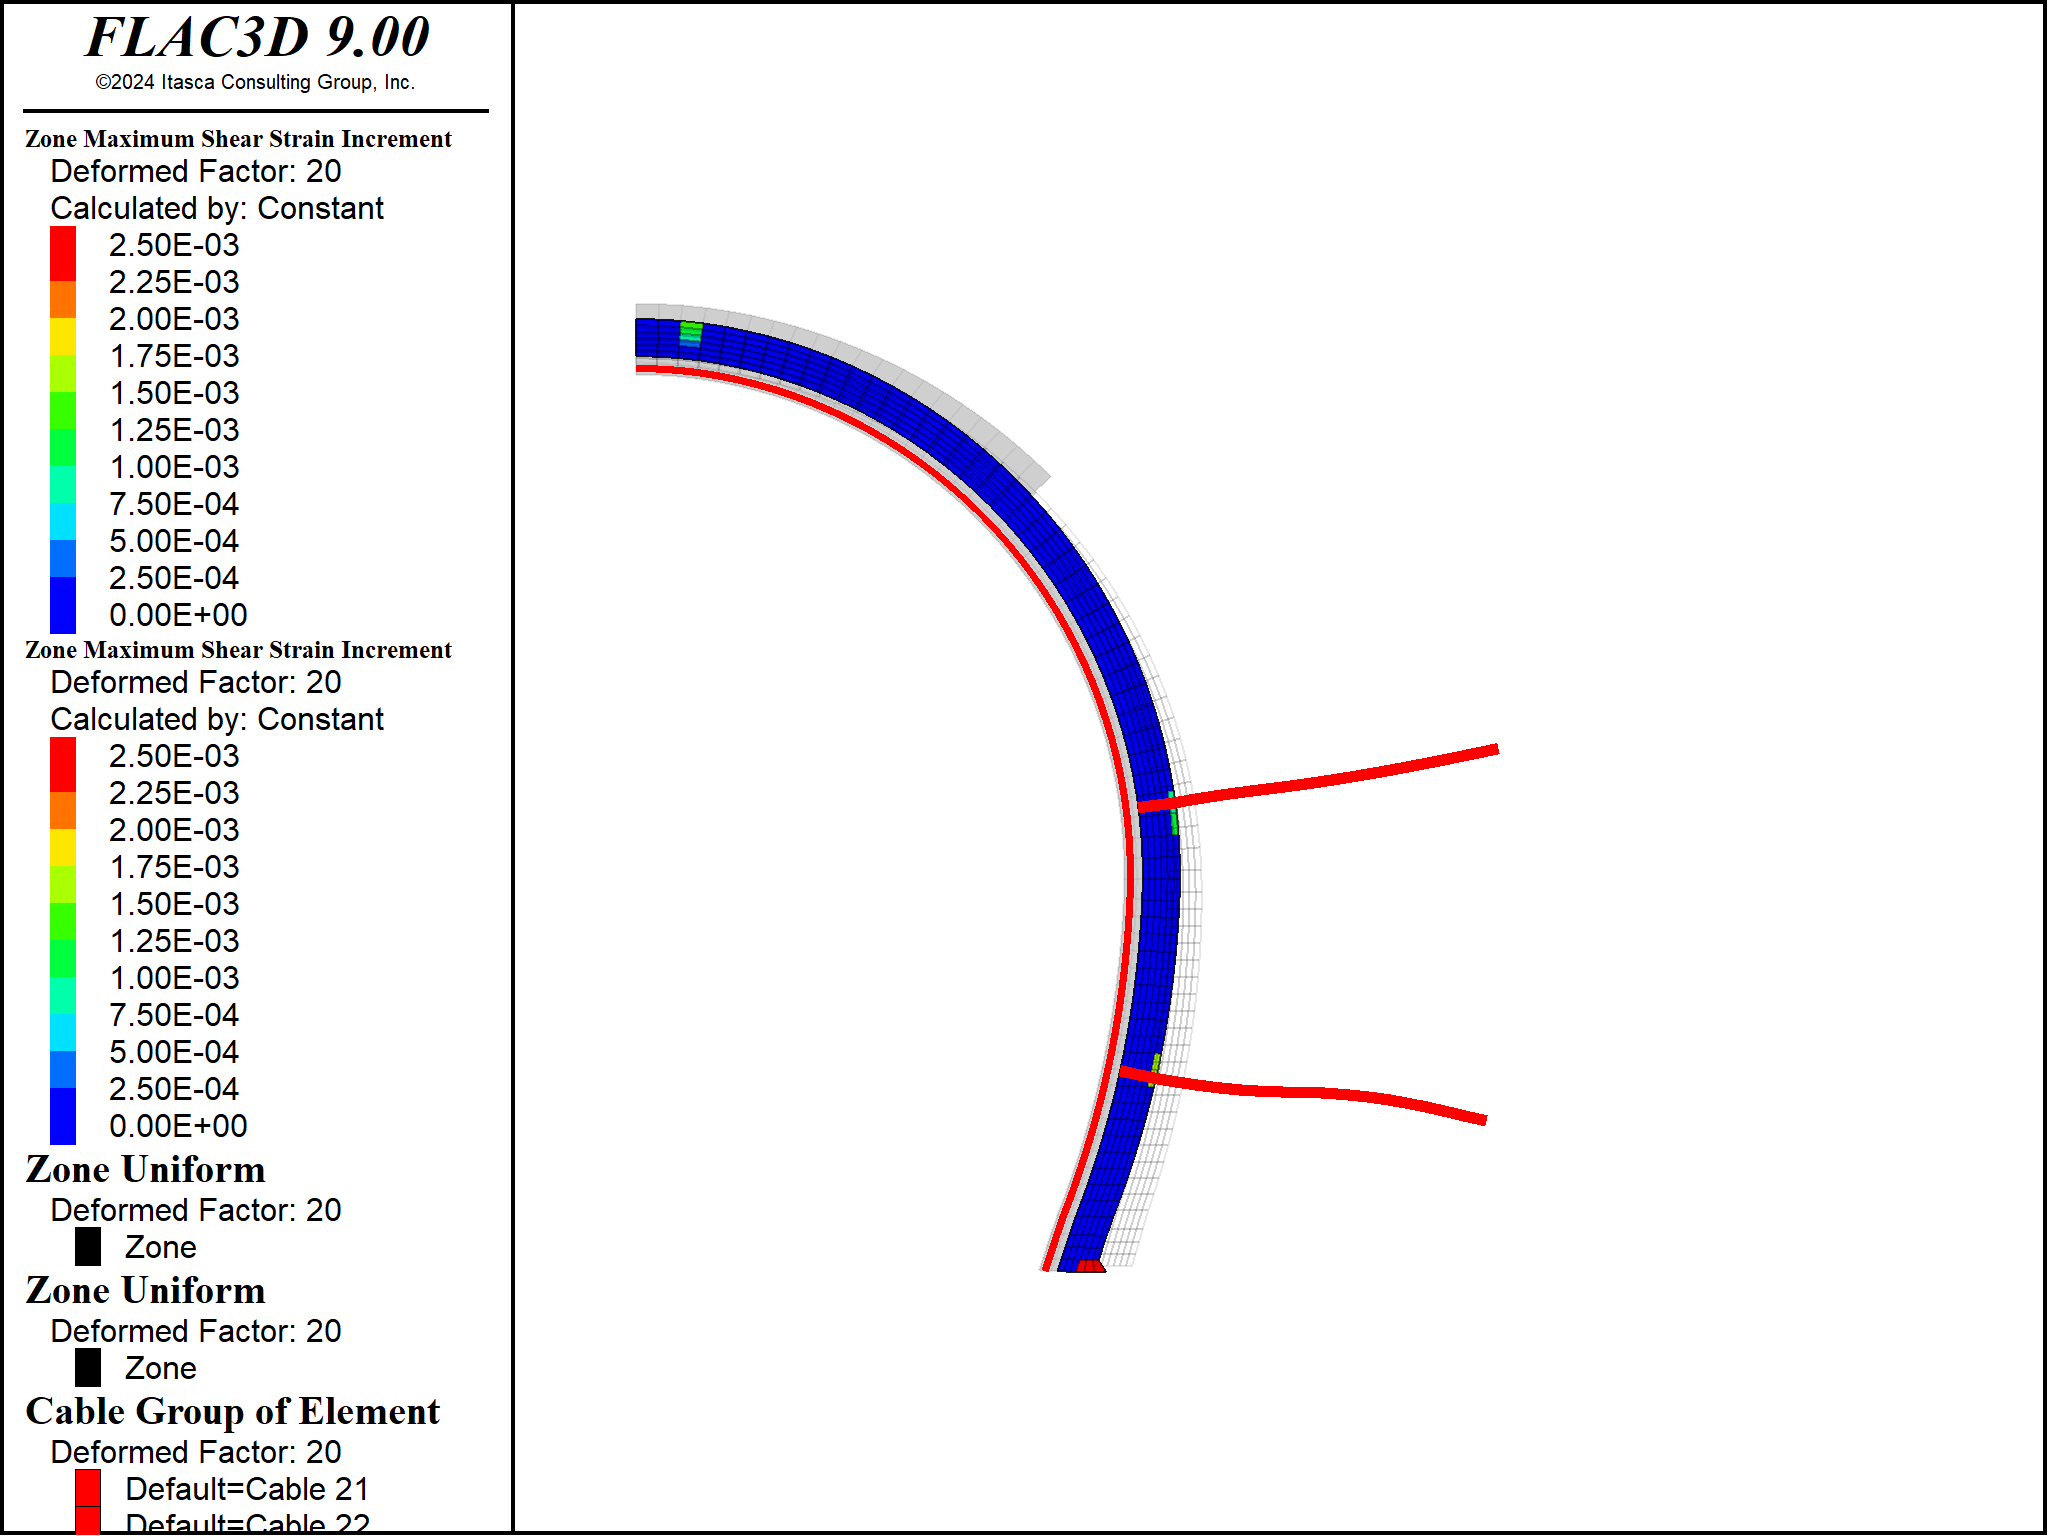 FLAC3D 9.00
©2024 Itasca Consulting Group, Inc.
Zone Maximum Shear Strain Increment
Deformed Factor: 20
Calculated by: Constant
2.50E-03
2.25E-03
2.00E-03
1.75E-03
1.50E-03
1.25E-03
1.00E-03
7.50E-04
5.00E-04
2.50E-04
0.00E+00
Zone Maximum Shear Strain Increment
Deformed Factor: 20
Calculated by: Constant
2.50E-03
2.25E-03
2.00E-03
1.75E-03
1.50E-03
1.25E-03
1.00E-03
7.50E-04
5.00E-04
2.50E-04
0.00E+00
Zone Uniform
Deformed Factor: 20
Zone
Zone Uniform
Deformed Factor: 20
Zone
Cable Group of Element
Deformed Factor: 20
Default=Cable 21
Default=Cable 22